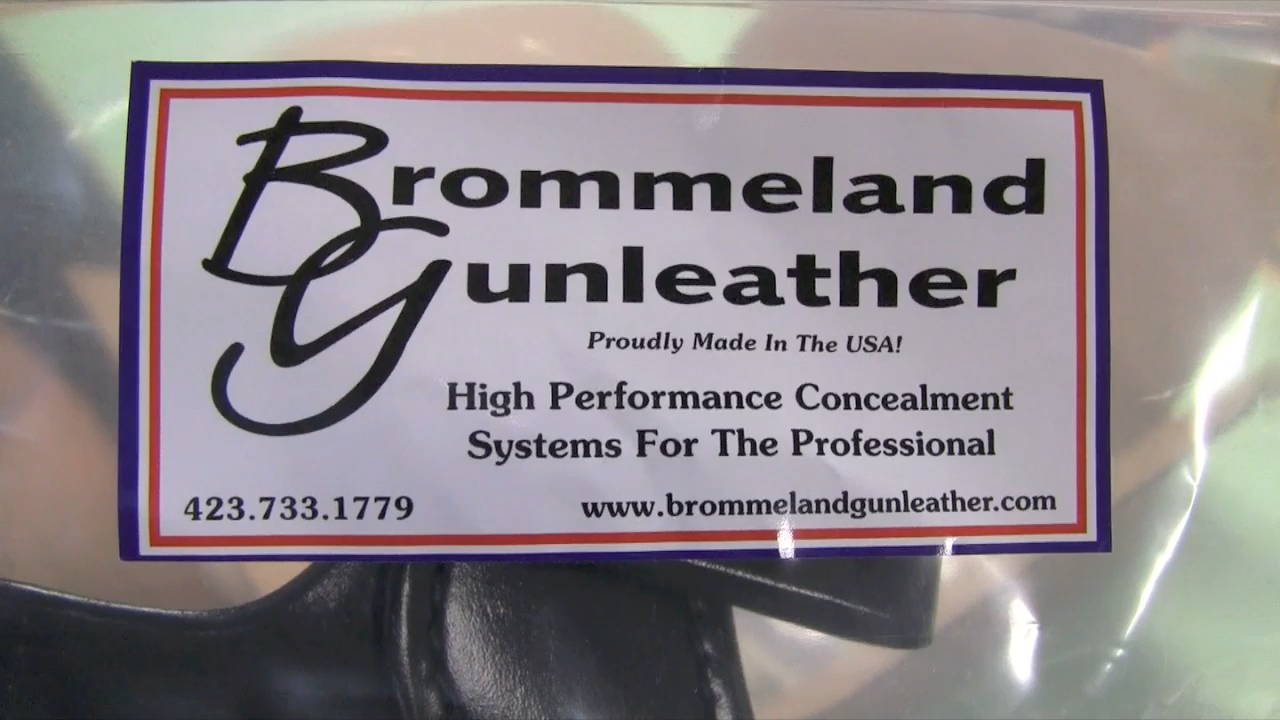 Brommeland
Gunleather
Proudly Made In The USA!
High Performance Concealment
Systems For The Professional
423.733.1779
www.brommelandgunleather.com